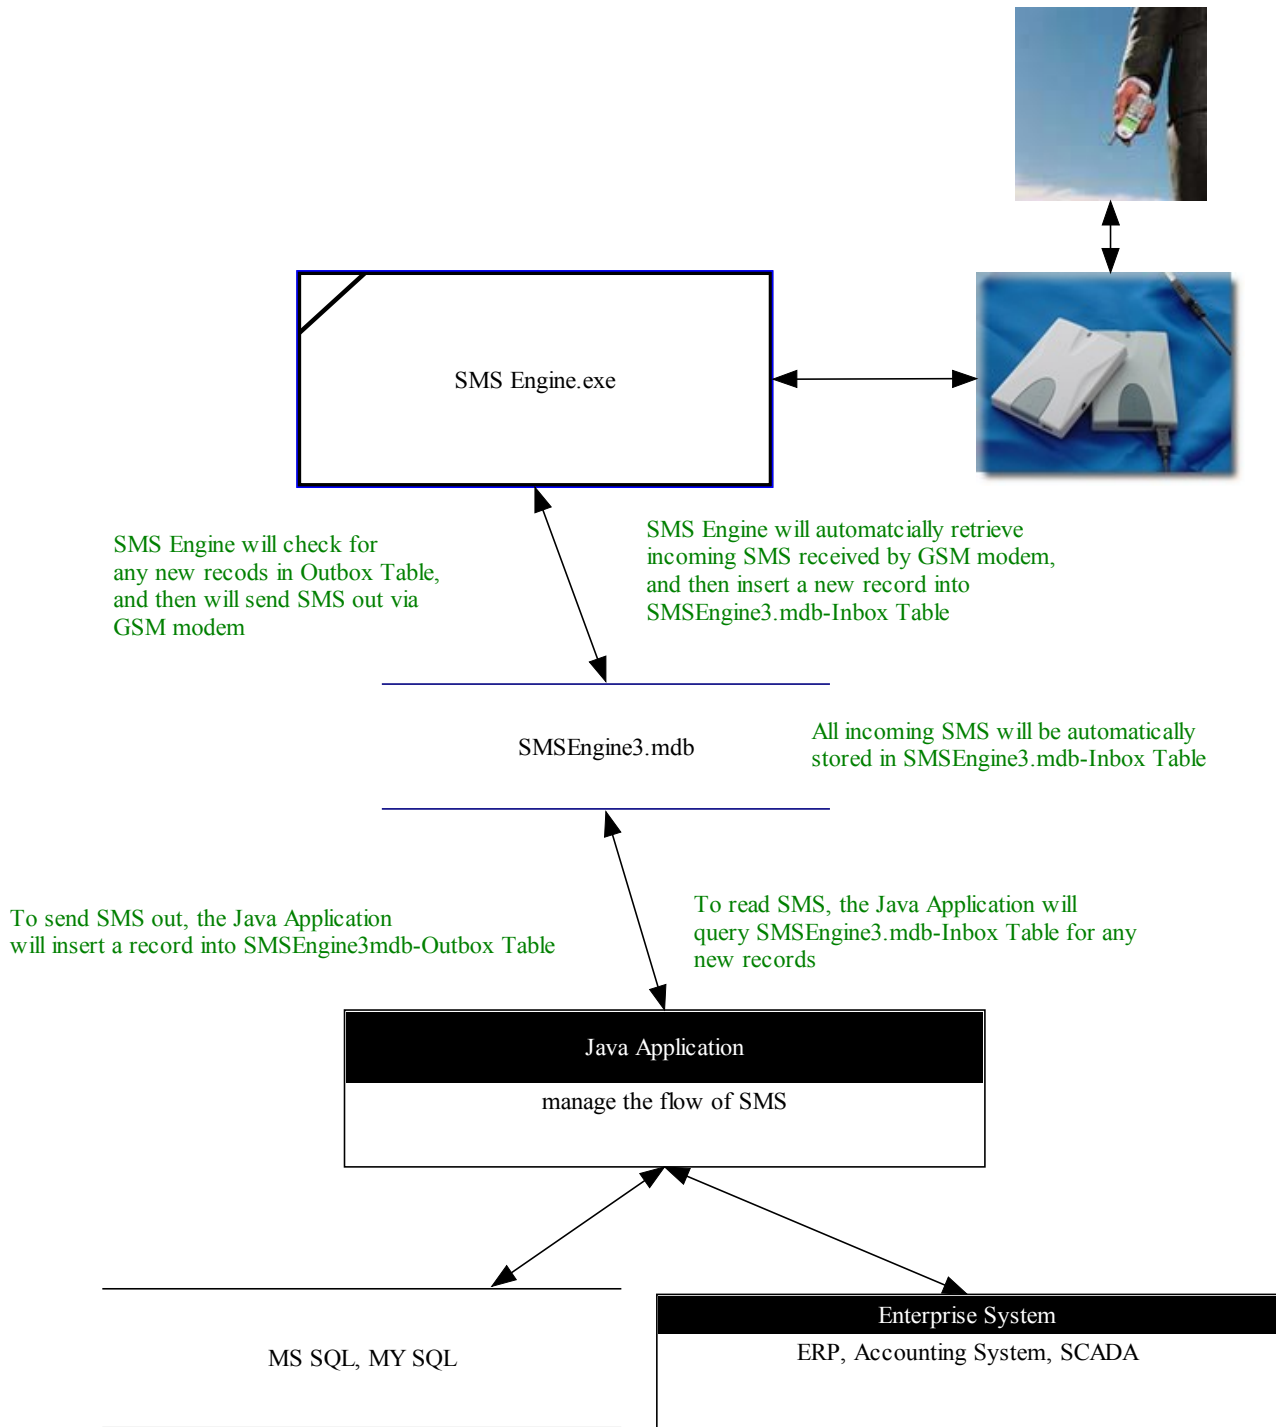 SMS Engine.exe
SMS Engine will check for
any new recods in Outbox Table,
and then will send SMS out via
GSM modem
SMS Engine will automatcially retrieve
incoming SMS received by GSM modem,
and then insert a new record into
SMSEngine3.mdb-Inbox Table
SMSEngine3.mdb
All incoming SMS will be automatically
stored in SMSEngine3.mdb-Inbox Table
To send SMS out, the Java Application
will insert a record into SMSEngine3mdb-Outbox Table
To read SMS, the Java Application will
query SMSEngine3.mdb-Inbox Table for any
new records
Java Application
manage the flow of SMS
MS SQL, MY SQL
Enterprise System
ERP, Accounting System, SCADA